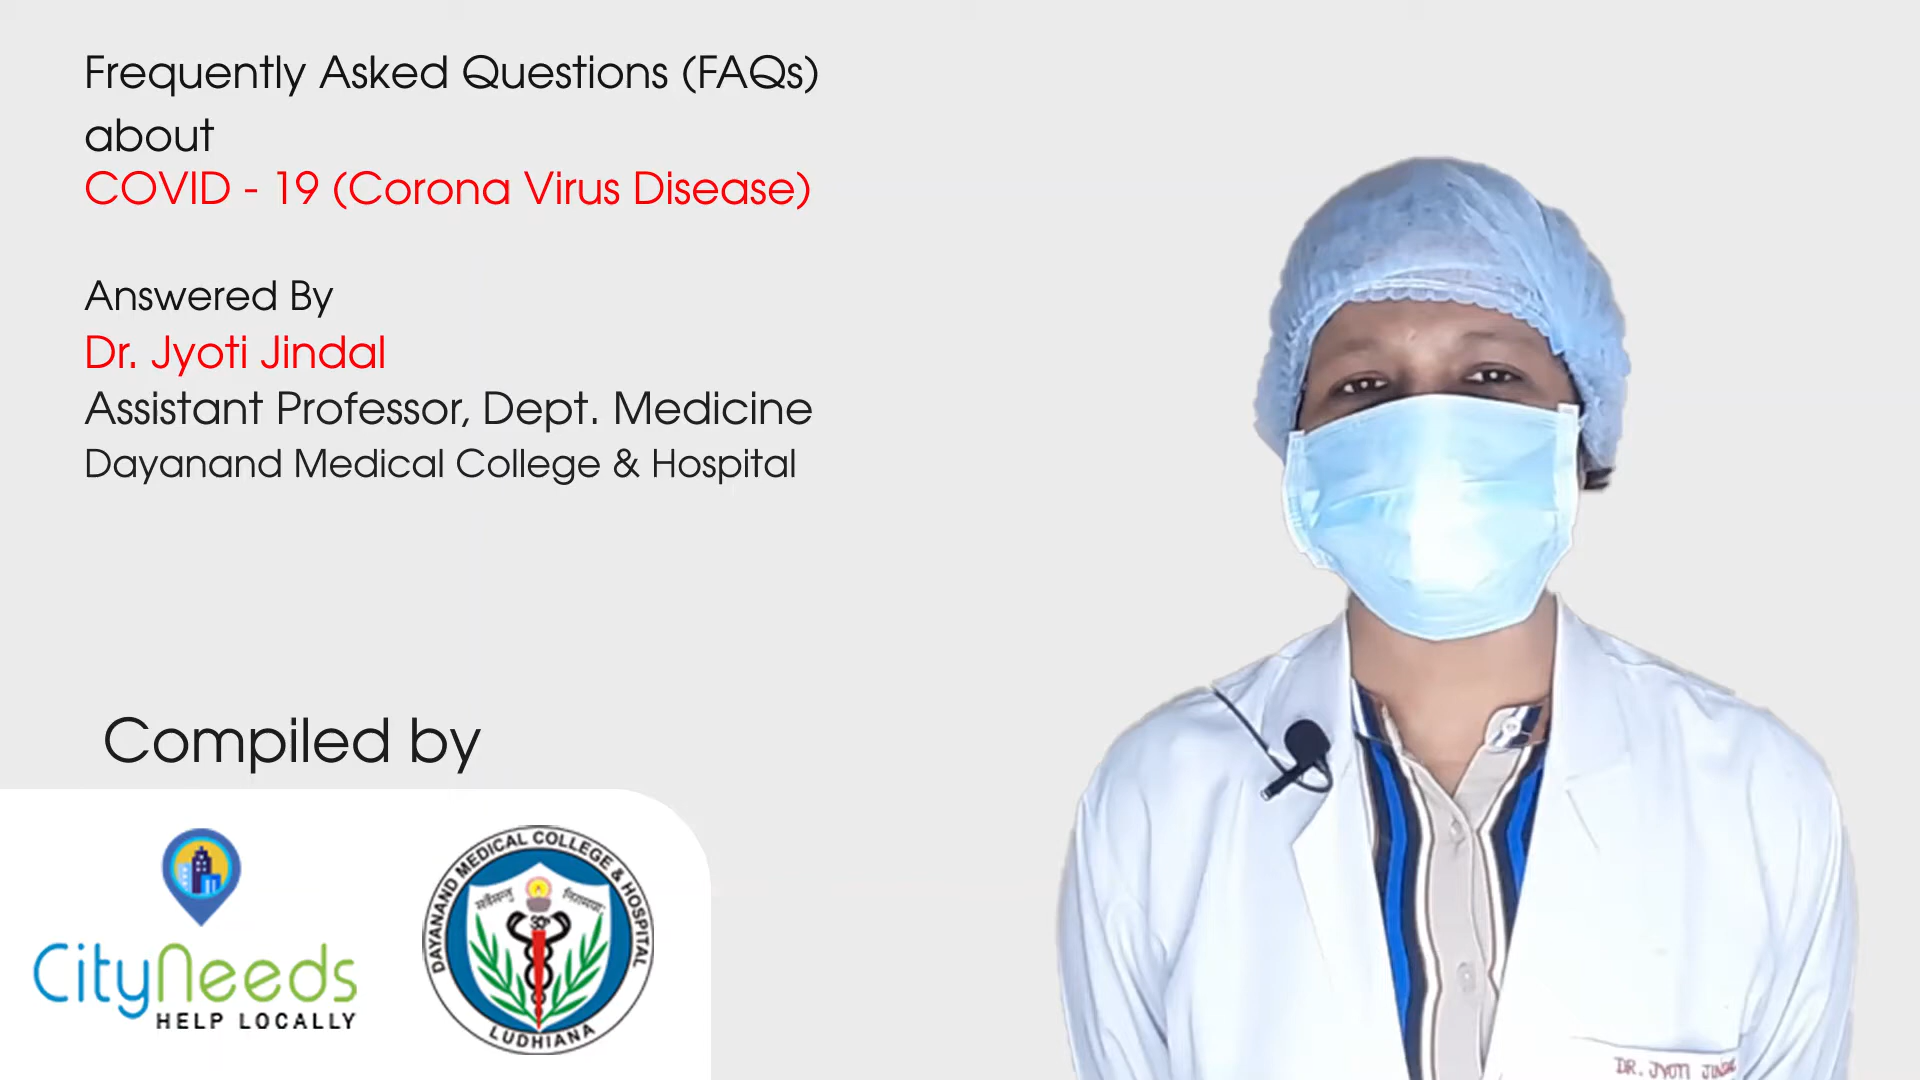 Frequently Asked Questions (FAQs)
about
COVID - 19 (Corona Virus Disease)
Answered By
Dr. Jyoti Jindal
Assistant Professor, Dept. Medicine
Dayanand Medical College & Hospital
Compiled by
CityNeeds
HELP LOCALLY
DAYANAND MEDICAL COLLEGE & HOSPITAL
LUDHIANA
DR. JYOTI JINDAL